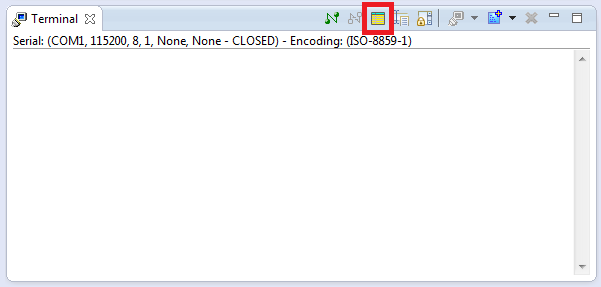 Terminal
Serial: (COM1, 115200, 8, 1, None, None - CLOSED) - Encoding: (ISO-8859-1)